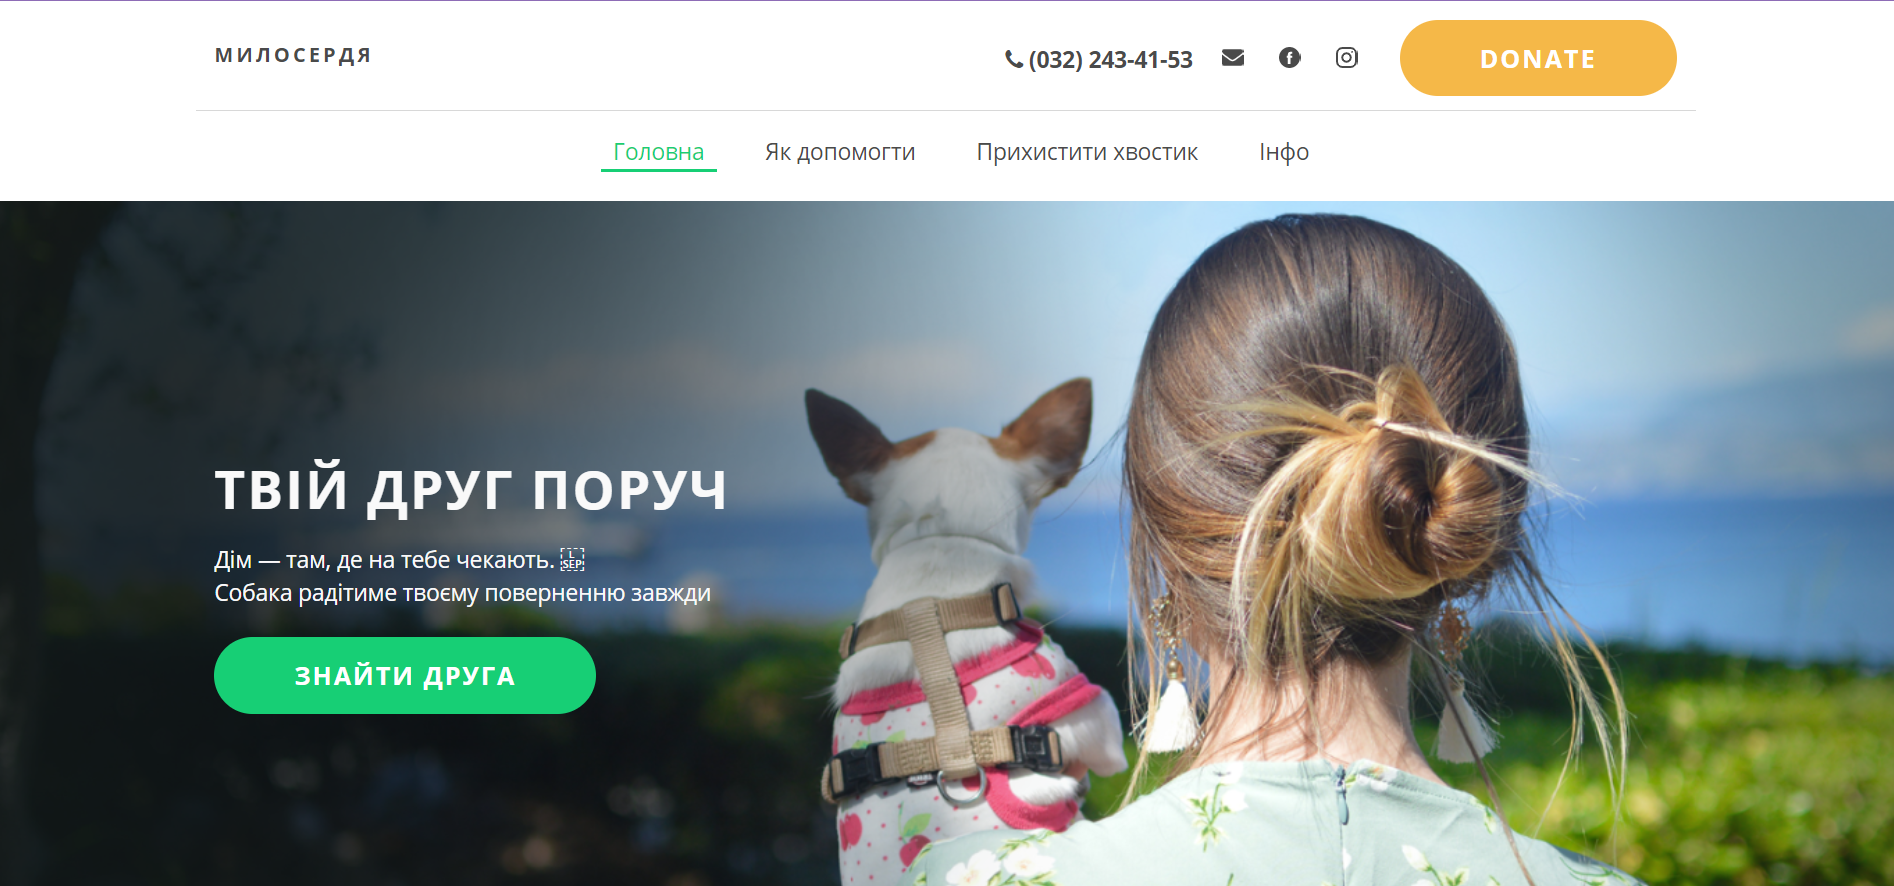 МИЛОСЕРДЯ
(032) 243-41-53
DONATE
Головна Як допомогти Прихистити хвостик Інфо
ТВІЙ ДРУГ ПОРУЧ
Дім — там, де на тебе чекають. L SEP
Собака радітиме твоєму поверненню завжди
ЗНАЙТИ ДРУГА